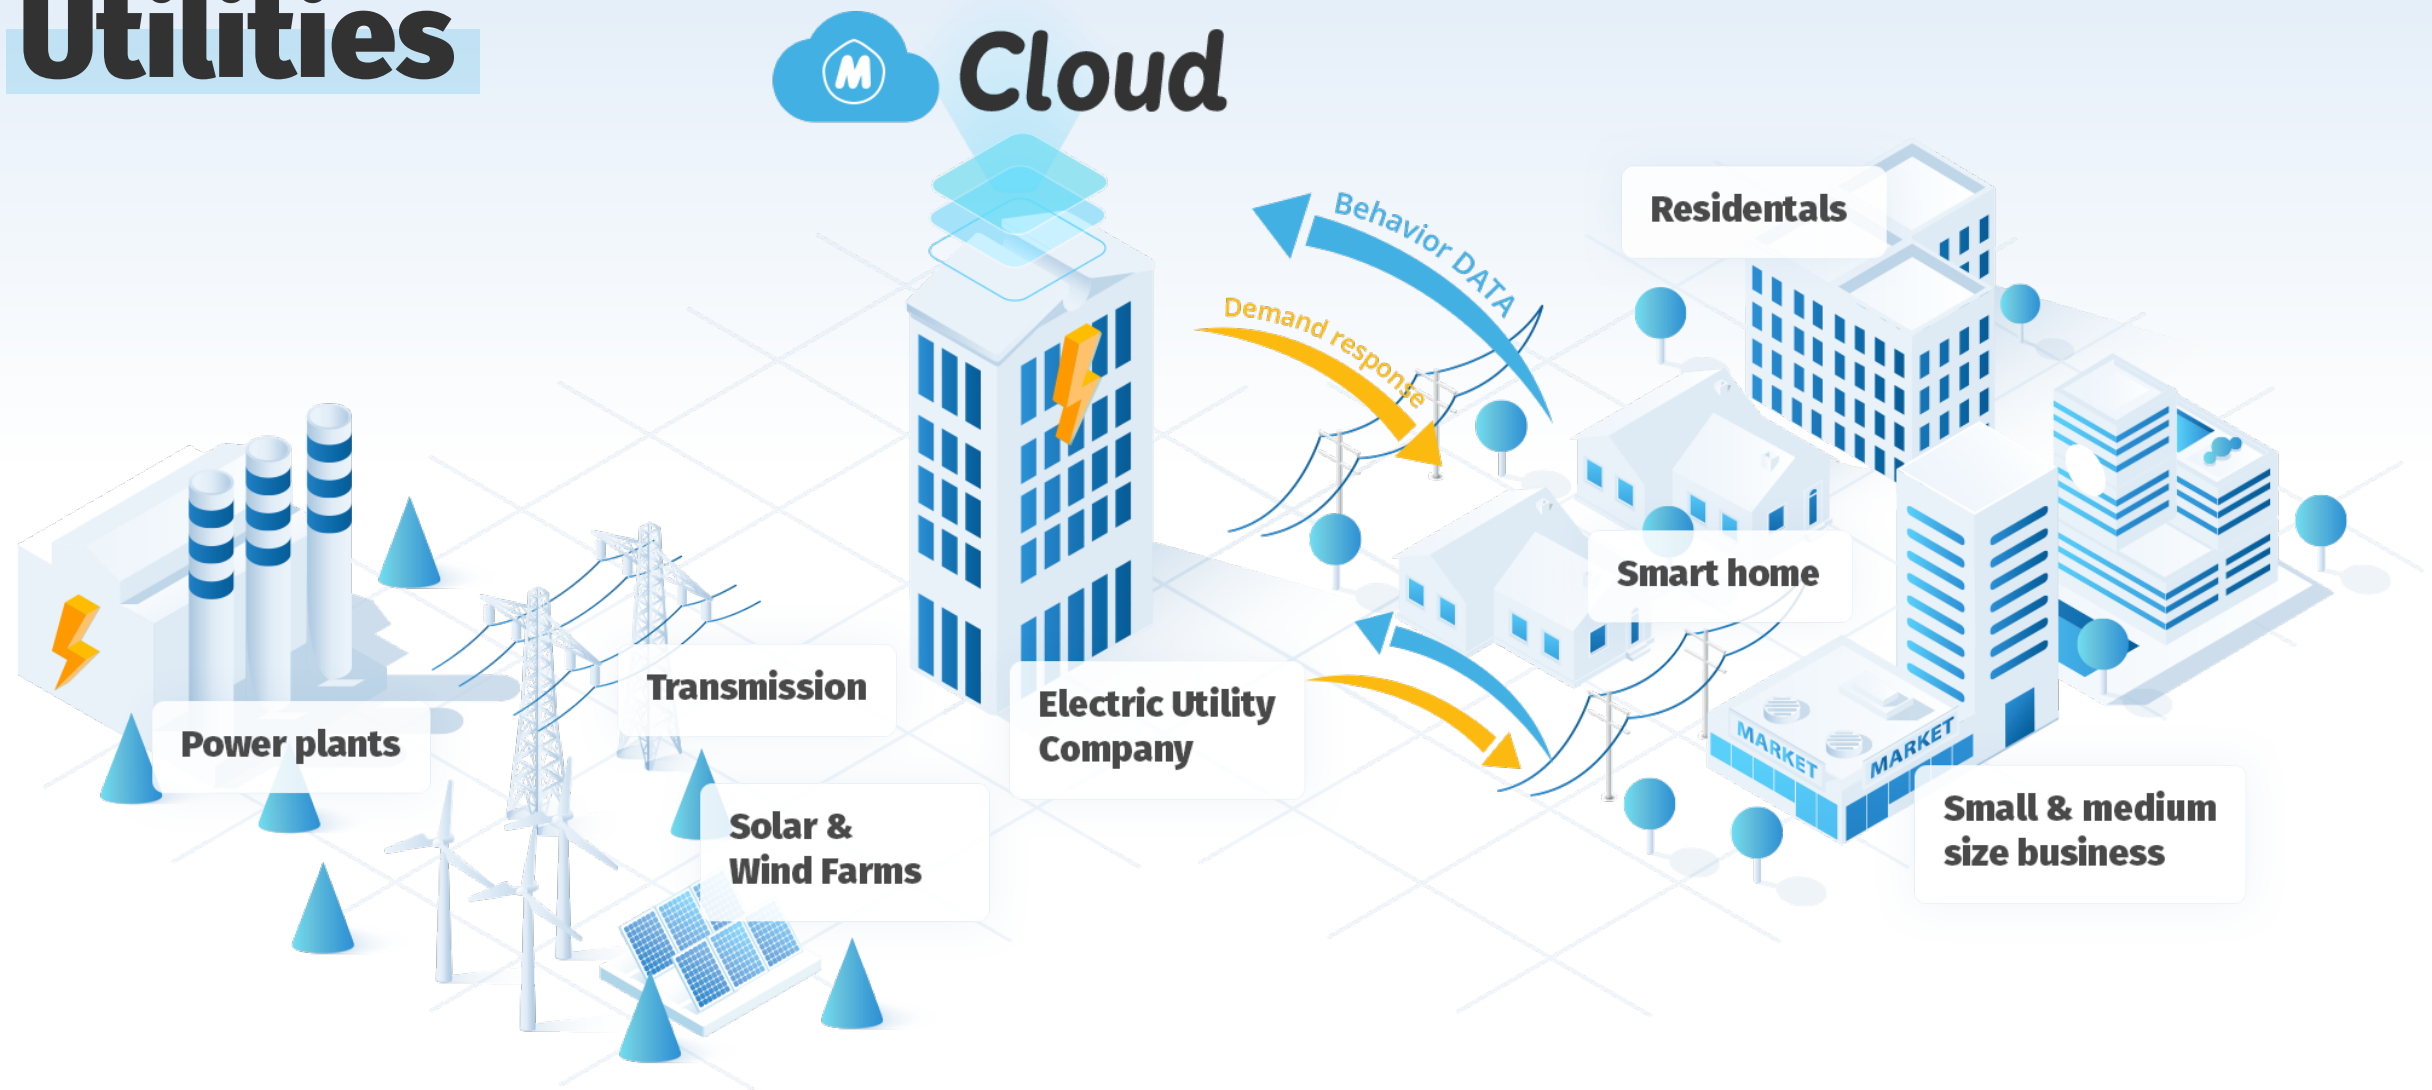 Utilities
M Cloud
Behavior DATA
Demand response
Residentals
Smart home
Transmission
Electric Utility
Company
Power plants
Solar &
Wind Farms
MARKET
MARKET
Small & medium
size business